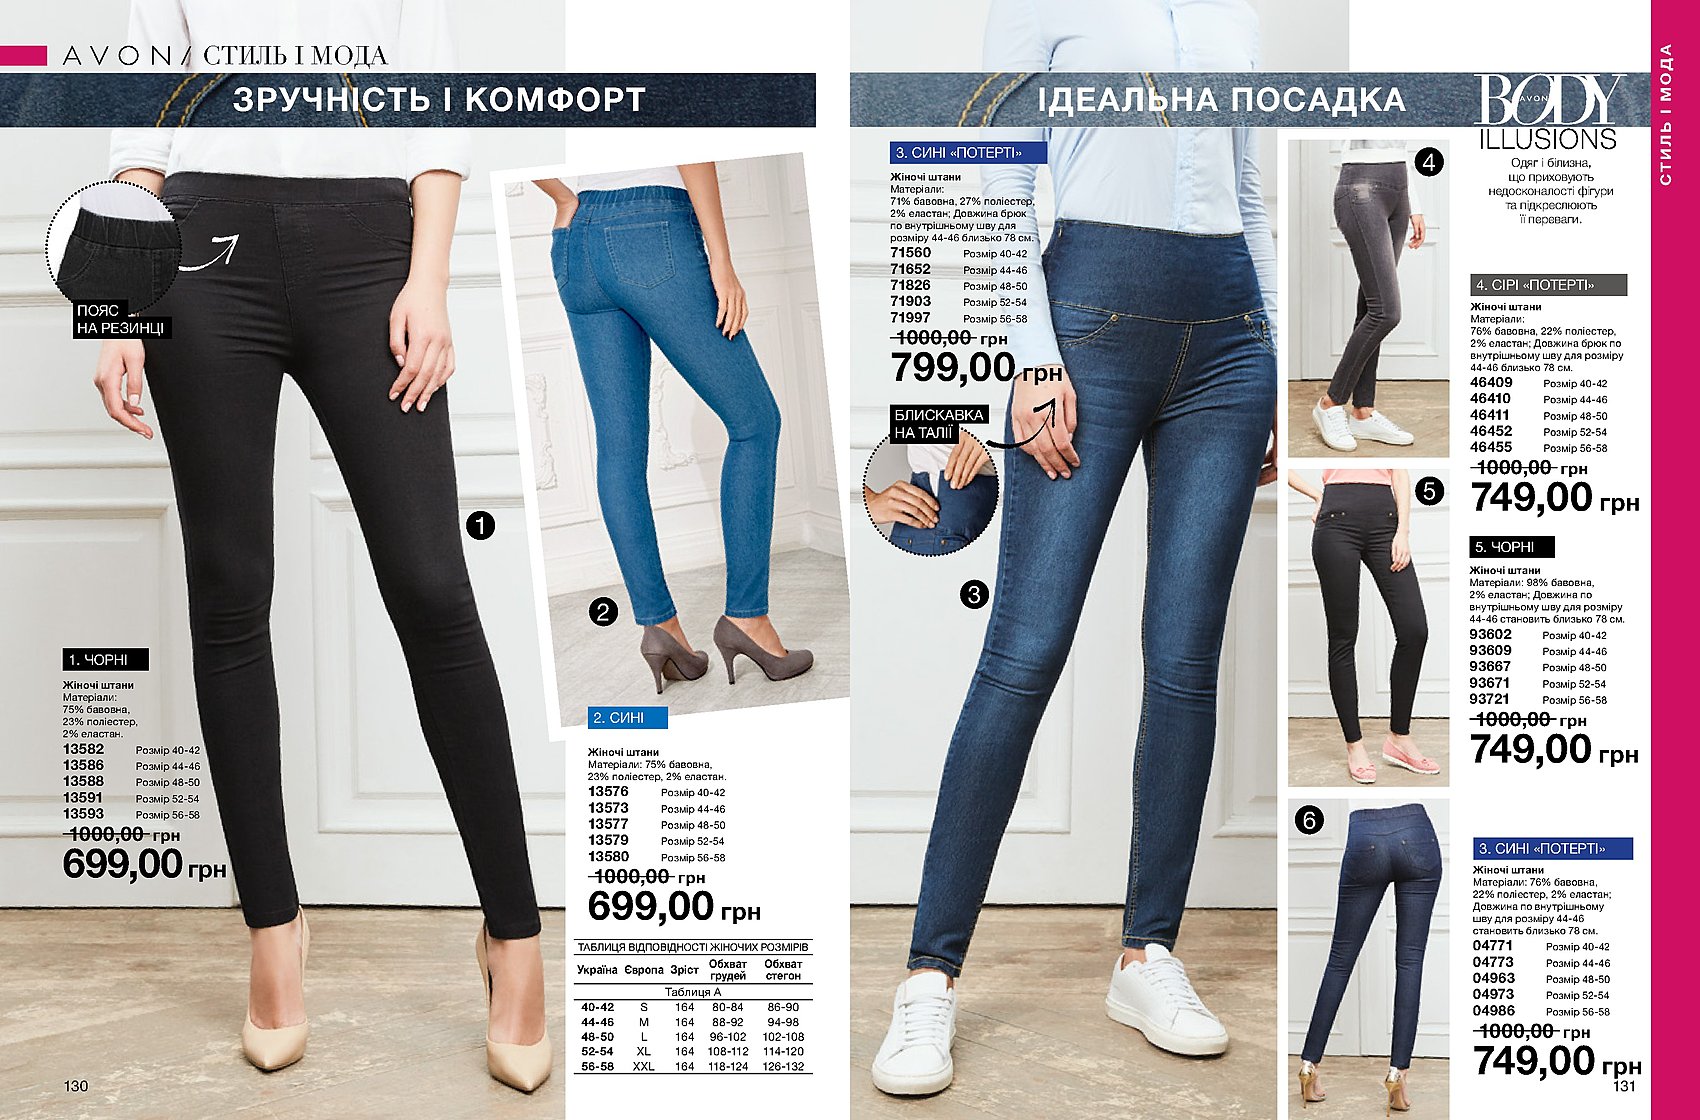 AVON / СТИЛЬ І МОДА
ЗРУЧНІСТЬ І КОМФОРТ
ПОЯС
НА РЕЗИНЦІ
1
2
1. ЧОРНІ
Жіночі штани
Матеріали:
75% бавовна,
23% поліестер,
2% еластан.
13582 Розмір 40-42
13586 Розмір 44-46
13588 Розмір 48-50
13591 Розмір 52-54
13593 Розмір 56-58
1000,00 грн
699,00 грн
130
2. СИНІ
Жіночі штани
Матеріали: 75% бавовна,
23% поліестер, 2% еластан.
13576 Розмір 40-42
13573 Розмір 44-46
13577 Розмір 48-50
13579 Розмір 52-54
13580 Розмір 56-58
1000,00 грн
699,00 грн
ТАБЛИЦЯ ВІДПОВІДНОСТІ ЖІНОЧИХ РОЗМІРІВ
Україна Європа Зріст Обхват грудей Обхват стегон
Таблиця А
40-42 S 164 80-84 86-90
44-46 M 164 88-92 94-98
48-50 L 164 96-102 102-108
52-54 XL 164 108-112 114-120
56-58 XXL 164 118-124 126-132
ІДЕАЛЬНА ПОСАДКА
3. СИНІ «ПОТЕРТІ»
Жіночі штани
Матеріали:
71% бавовна, 27% поліестер,
2% еластан; Довжина брюк
по внутрішньому шву для
розміру 44-46 близько 78 см.
71560 Розмір 40-42
71652 Розмір 44-46
71826 Розмір 48-50
71903 Розмір 52-54
71997 Розмір 56-58
1000,00 грн
799,00 грн
БЛИСКАВКА
НА ТАЛІЇ
3
4
5
6
BODY
AVON
ILLUSIONS
Одяг і білизна,
що приховують
недосконалості фігури
та підкреслюють
її переваги.
СТИЛЬ І МОДА
4. СІРІ «ПОТЕРТІ»
Жіночі штани
Матеріали:
76% бавовна, 22% поліестер,
2% еластан; Довжина брюк по
внутрішньому шву для розміру
44-46 близько 78 см.
46409 Розмір 40-42
46410 Розмір 44-46
46411 Розмір 48-50
46452 Розмір 52-54
46455 Розмір 56-58
1000,00 грн
749,00 грн
5. ЧОРНІ
Жіночі штани
Матеріали: 98% бавовна,
2% еластан; Довжина по
внутрішньому шву для розміру
44-46 становить близько 78 см.
93602 Розмір 40-42
93609 Розмір 44-46
93667 Розмір 48-50
93671 Розмір 52-54
93721 Розмір 56-58
1000,00 грн
749,00 грн
3. СИНІ «ПОТЕРТІ»
Жіночі штани
Матеріали: 76% бавовна,
22% поліестер, 2% еластан;
Довжина по внутрішньому
шву для розміру 44-46
становить близько 78 см.
04771 Розмір 40-42
04773 Розмір 44-46
04963 Розмір 48-50
04973 Розмір 52-54
04986 Розмір 56-58
1000,00 грн
749,00 грн
131